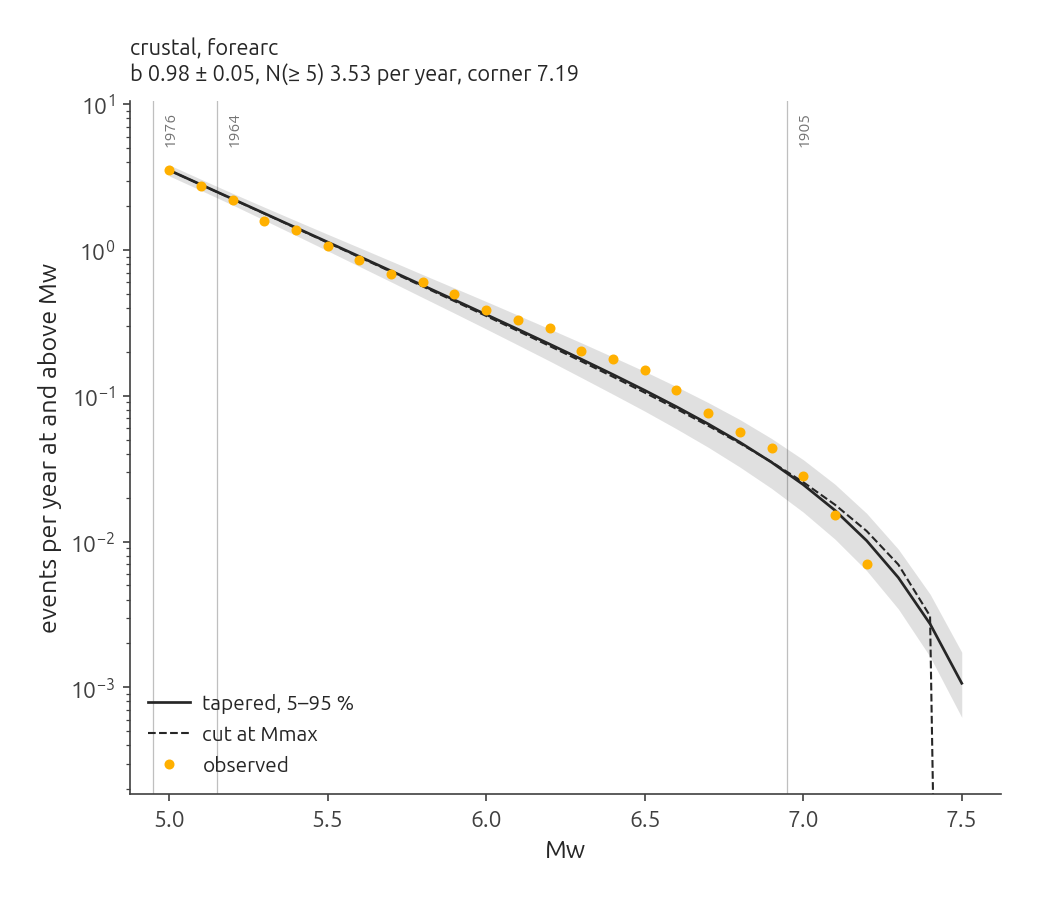 crustal, forearc
b 0.98 ± 0.05, N(≥ 5) 3.53 per year, corner 7.19
1976
1964
1905
10¹
10⁰
10⁻¹
10⁻²
10⁻³
events per year at and above Mw
tapered, 5–95 %
cut at Mmax
observed
5.0
5.5
6.0
6.5
7.0
7.5
Mw